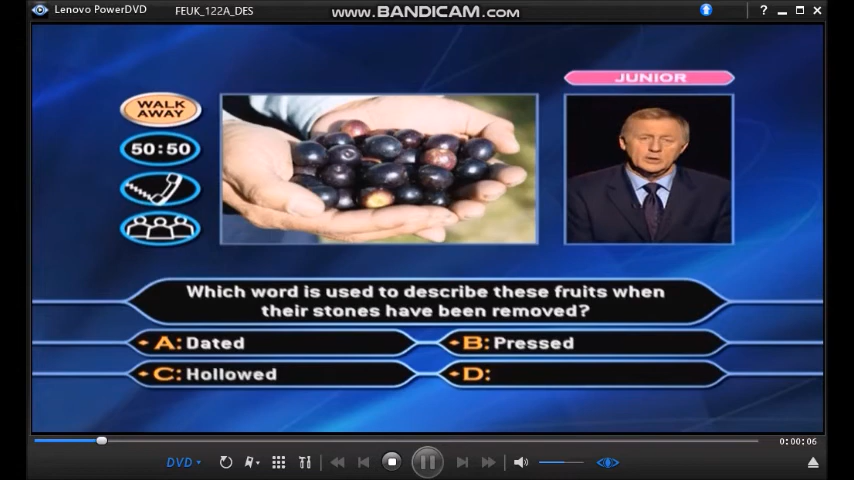 Lenovo PowerDVD
FEUK_122A_DES
www.BANDICAM.com
?
JUNIOR
WALK
AWAY
50:50
Which word is used to describe these fruits when
their stones have been removed?
A: Dated
B: Pressed
C: Hollowed
D:
0:00:06
DVD